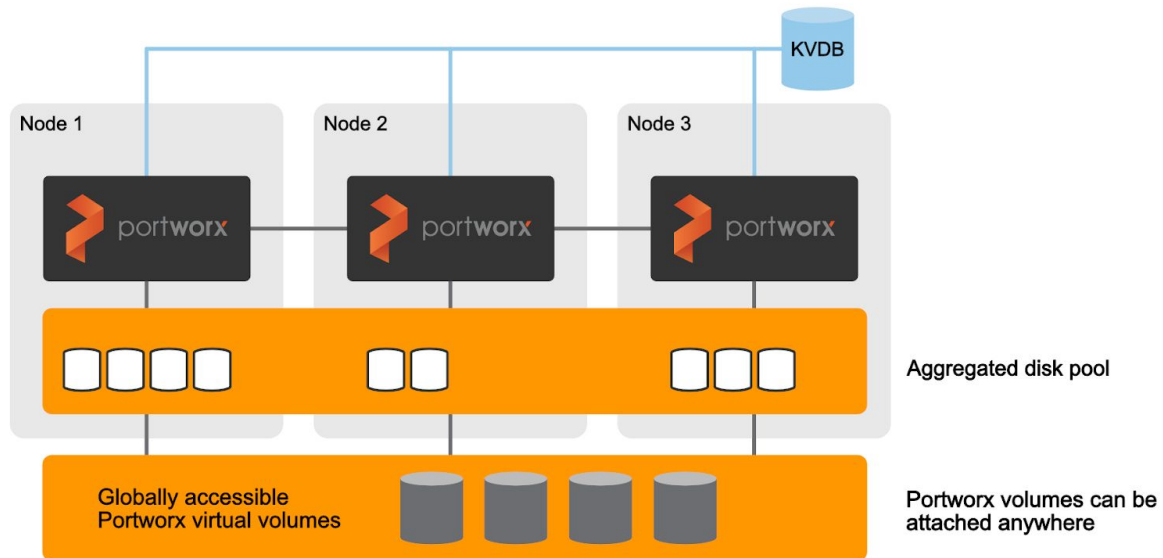 KVDB
Node 1
Node 2
Node 3
portworx
portworx
portworx
Aggregated disk pool
Globally accessible
Portworx virtual volumes
Portworx volumes can be
attached anywhere